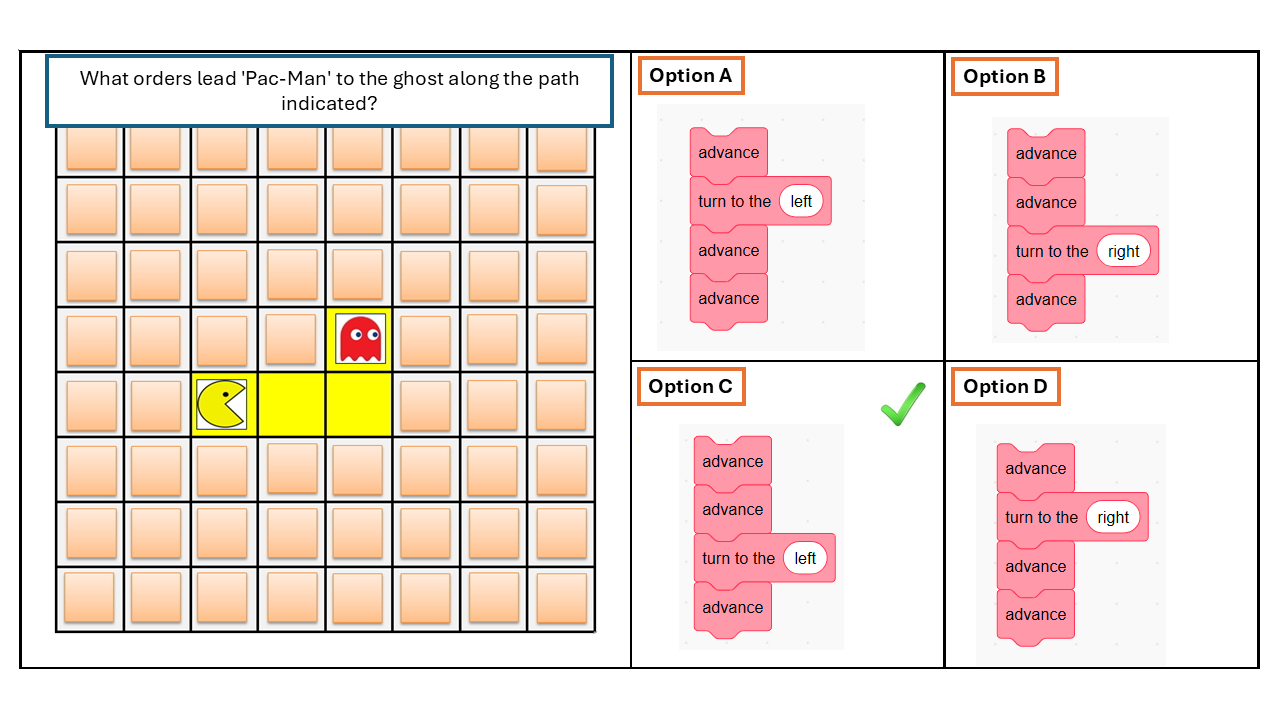 What orders lead 'Pac-Man' to the ghost along the path
indicated?
Option A
advance
turn to the left
advance
advance
Option B
advance
advance
turn to the right
advance
Option C
advance
advance
turn to the left
advance
Option D
advance
turn to the right
advance
advance